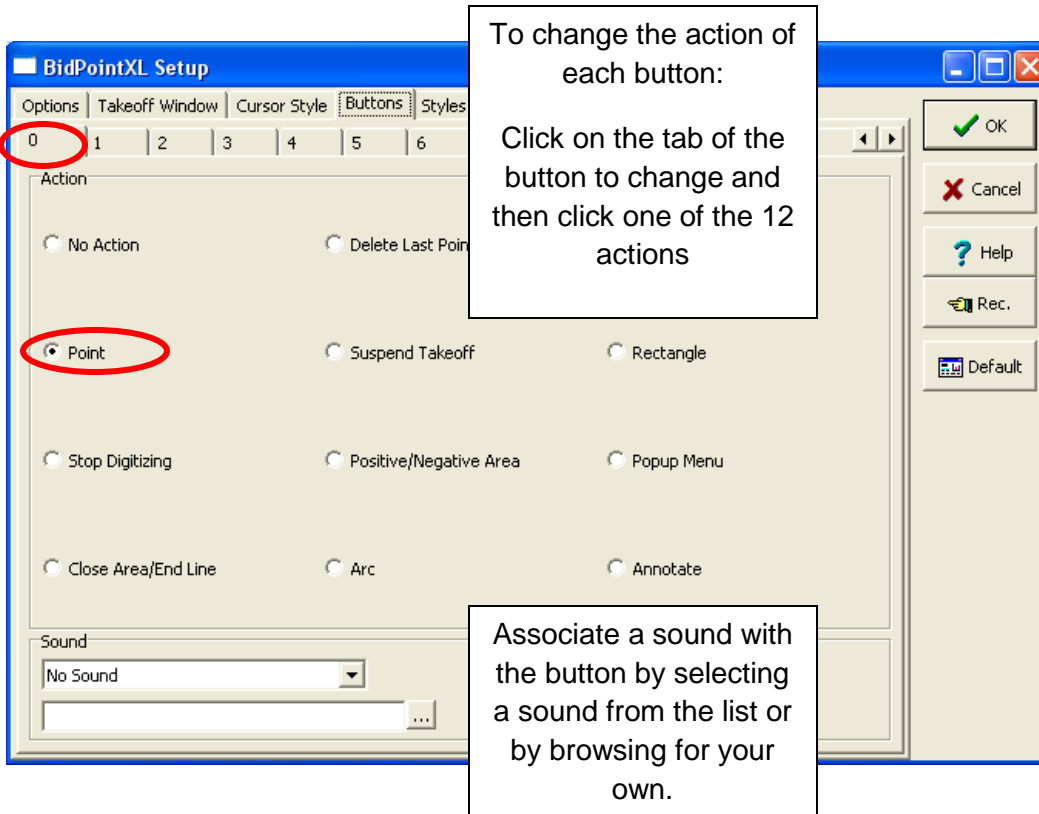 To change the action of
each button:
Click on the tab of the
button to change and
then click one of the 12
actions
BidPointXL Setup
Options Takeoff Window Cursor Style Buttons Styles
0 1 2 3 4 5 6
OK
Cancel
Help
Rec.
Default
Action
No Action Delete Last Poin
Point Suspend Takeoff Rectangle
Stop Digitizing Positive/Negative Area Popup Menu
Close Area/End Line Arc Annotate
Sound
No Sound
...
Associate a sound with
the button by selecting
a sound from the list or
by browsing for your
own.